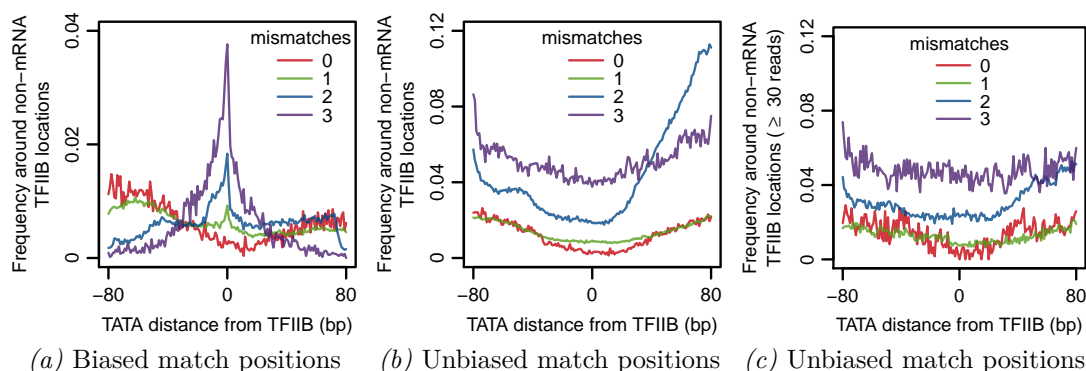 Frequency around non−mRNA
TFIIB locations
0
0.02
0.04
mismatches
0
1
2
3
−80
0
80
TATA distance from TFIIB (bp)
(a) Biased match positions
Frequency around non−mRNA
TFIIB locations
0
0.04
0.08
0.12
mismatches
0
1
2
3
−80
0
80
TATA distance from TFIIB (bp)
(b) Unbiased match positions
Frequency around non−mRNA
TFIIB locations (≥ 30 reads)
0
0.04
0.08
0.12
mismatches
0
1
2
3
−80
0
80
TATA distance from TFIIB (bp)
(c) Unbiased match positions